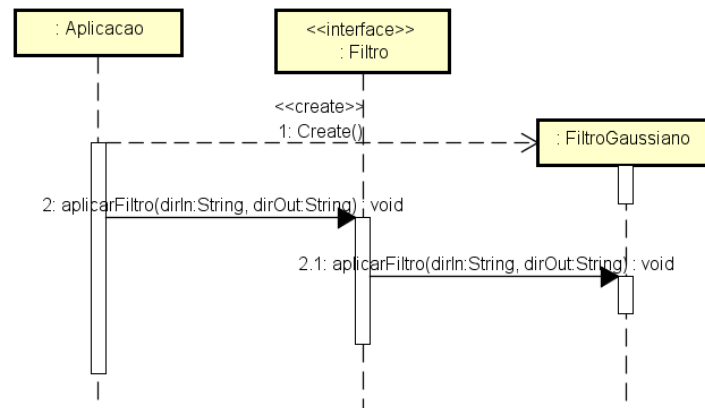 : Aplicacao
<<interface>>
: Filtro
<<create>>
1: Create()
: FiltroGaussiano
2: aplicarFiltro(dirIn:String, dirOut:String) : void
2.1: aplicarFiltro(dirIn:String, dirOut:String) : void